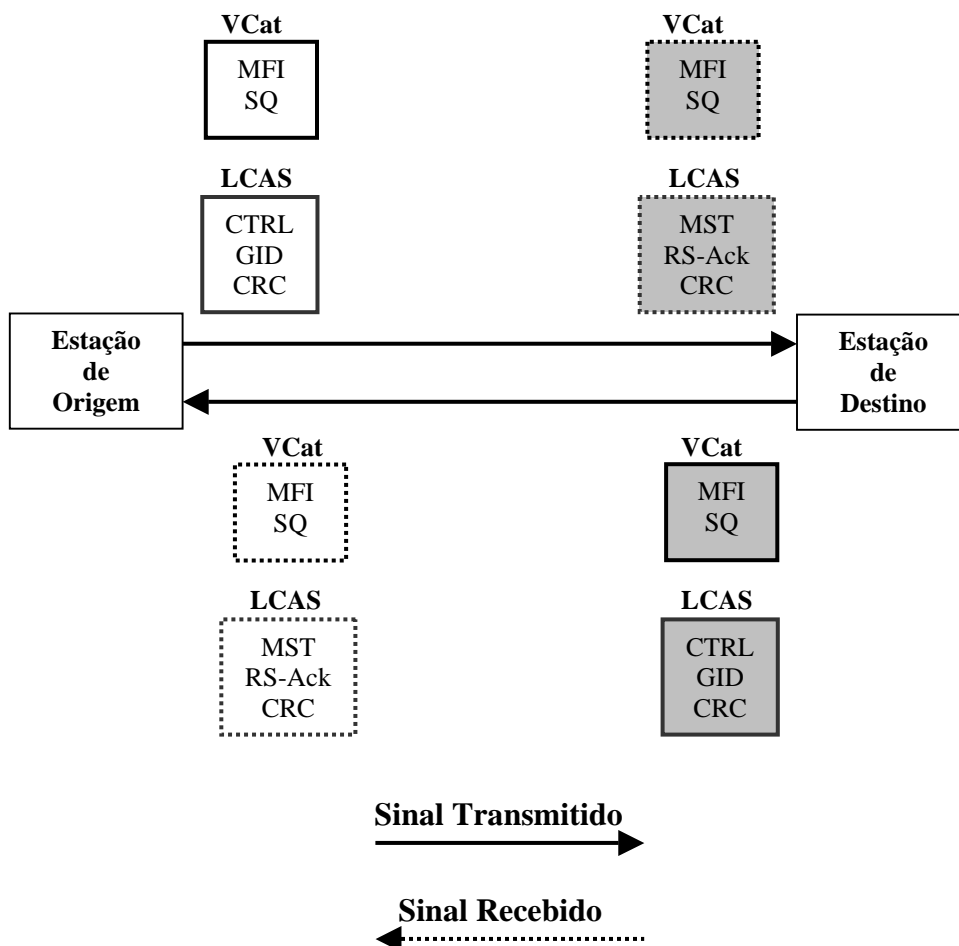 VCat
MFI
SQ
VCat
MFI
SQ
LCAS
CTRL
GID
CRC
LCAS
MST
RS-Ack
CRC
Estação
de
Origem
Estação
de
Destino
VCat
MFI
SQ
VCat
MFI
SQ
LCAS
MST
RS-Ack
CRC
LCAS
CTRL
GID
CRC
Sinal Transmitido
Sinal Recebido